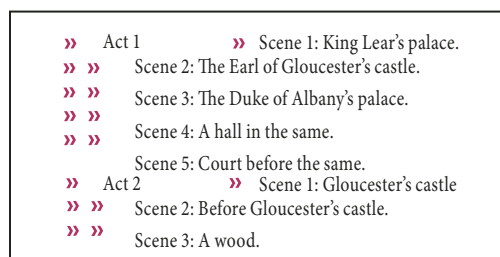 » Act 1 » Scene 1: King Lear's palace.
» » Scene 2: The Earl of Gloucester's castle.
» » Scene 3: The Duke of Albany's palace.
» » Scene 4: A hall in the same.
» » Scene 5: Court before the same.
» Act 2 » Scene 1: Gloucester's castle
» » Scene 2: Before Gloucester's castle.
» » Scene 3: A wood.